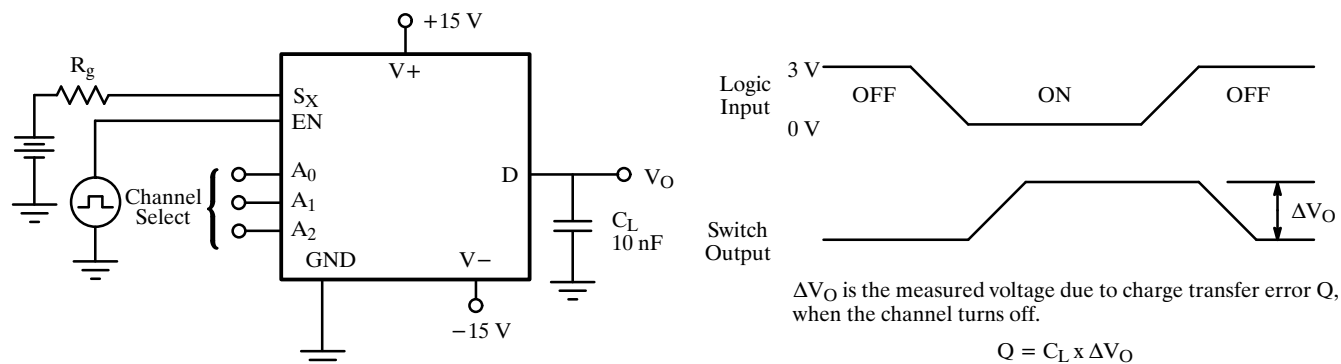 +15 V
R_g
V+
S_X
EN
A_0
A_1
A_2
Channel
Select
D
V_O
C_L
10 nF
GND
V−
−15 V
Logic
Input
3 V
0 V
OFF
ON
OFF
Switch
Output
ΔV_O
ΔV_O is the measured voltage due to charge transfer error Q,
when the channel turns off.
Q = C_L x ΔV_O